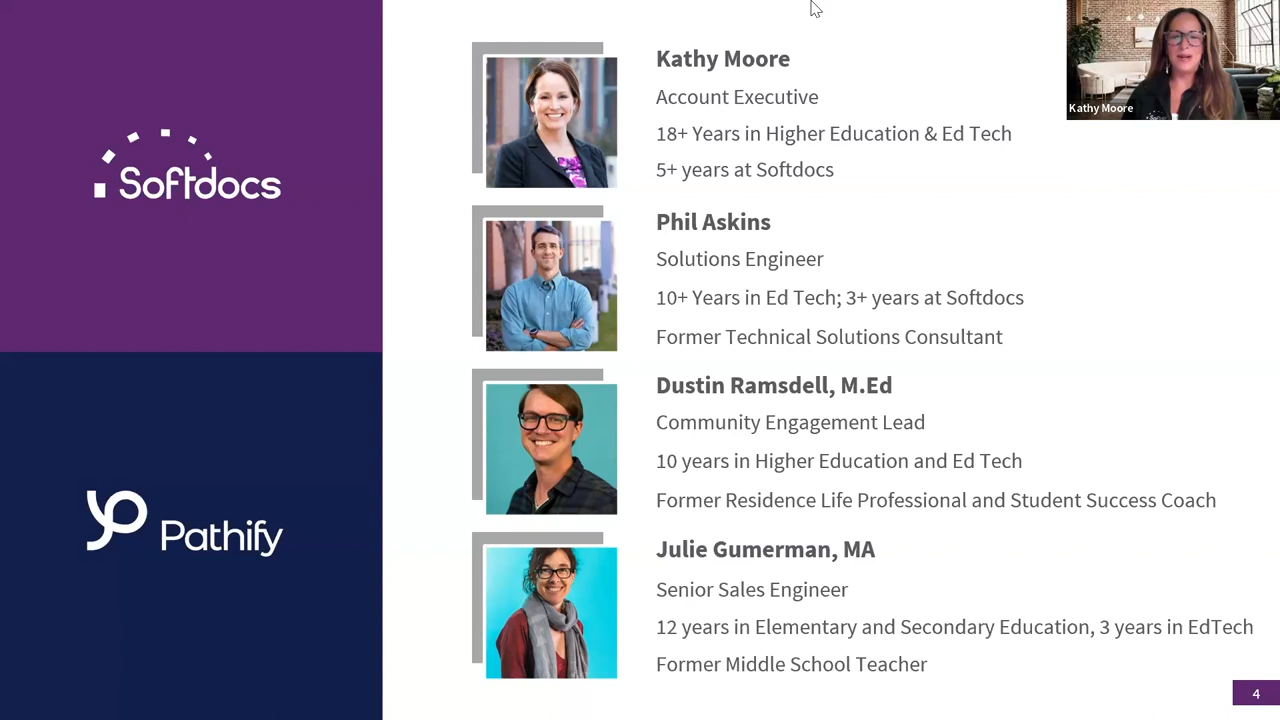 Softdocs
Pathify
Kathy Moore
Account Executive
18+ Years in Higher Education & Ed Tech
5+ years at Softdocs
Phil Askins
Solutions Engineer
10+ Years in Ed Tech; 3+ years at Softdocs
Former Technical Solutions Consultant
Dustin Ramsdell, M.Ed
Community Engagement Lead
10 years in Higher Education and Ed Tech
Former Residence Life Professional and Student Success Coach
Julie Gumerman, MA
Senior Sales Engineer
12 years in Elementary and Secondary Education, 3 years in EdTech
Former Middle School Teacher
Kathy Moore
4